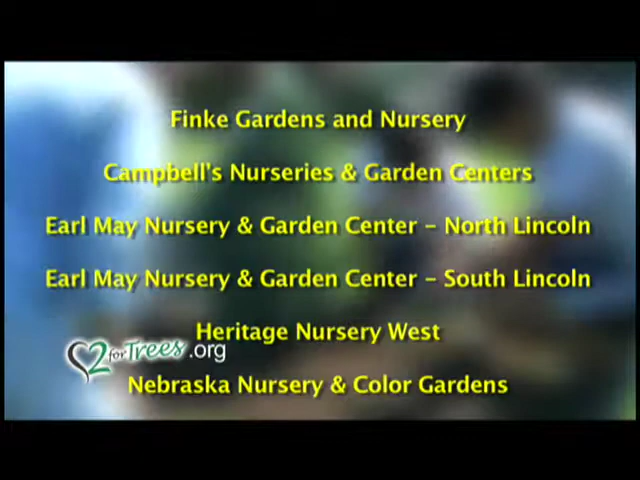 Finke Gardens and Nursery
Campbell's Nurseries & Garden Centers
Earl May Nursery & Garden Center – North Lincoln
Earl May Nursery & Garden Center – South Lincoln
Heritage Nursery West
2forTrees.org
Nebraska Nursery & Color Gardens